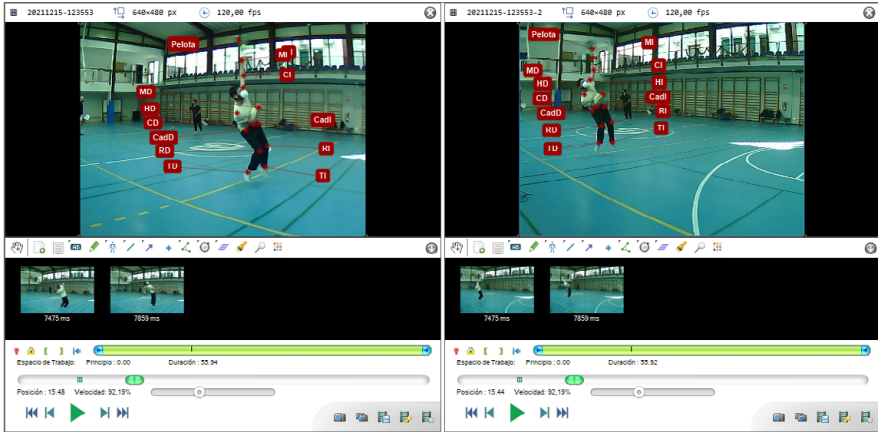 20211215-123553 640×480 px 120,00 fps
Pelota
MI
CI
MD
HD
CD
CadI
CadD
RD
RI
TD
TI
7475 ms 7859 ms
Espacio de Trabajo: Principio : 0.00 Duración : 55.94
Posición : 15.48 Velocidad: 92,19%
20211215-123553-2 640×480 px 120,00 fps
Pelota
MI
CI
MD
HI
HD
CadI
CD
RI
CadD
TI
RD
TD
7475 ms 7859 ms
Espacio de Trabajo: Principio : 0.00 Duración : 55.92
Posición : 15.44 Velocidad: 92,19%